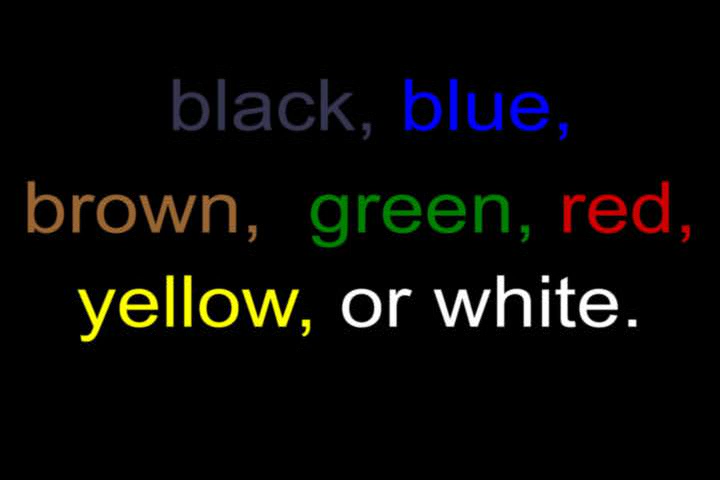 black, blue,
brown, green, red,
yellow, or white.